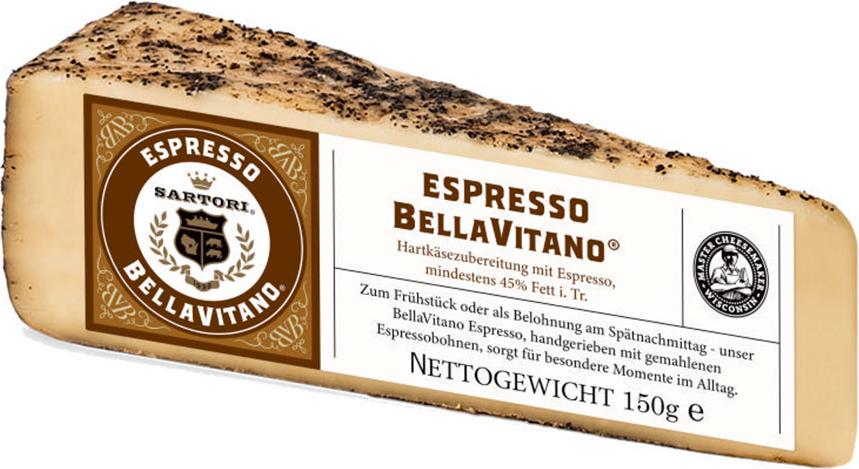 ESPRESSO
SARTORI®
BELLAVITANO®
ESPRESSO
BELLAVITANO®
Hartkäsezubereitung mit Espresso,
mindestens 45% Fett i. Tr.
MASTER CHEESEMAKER
WISCONSIN
Zum Frühstück oder als Belohnung am Spätnachmittag - unser
BellaVitano Espresso, handgerieben mit gemahlenen
Espressobohnen, sorgt für besondere Momente im Alltag.
NETTOGEWICHT 150g e